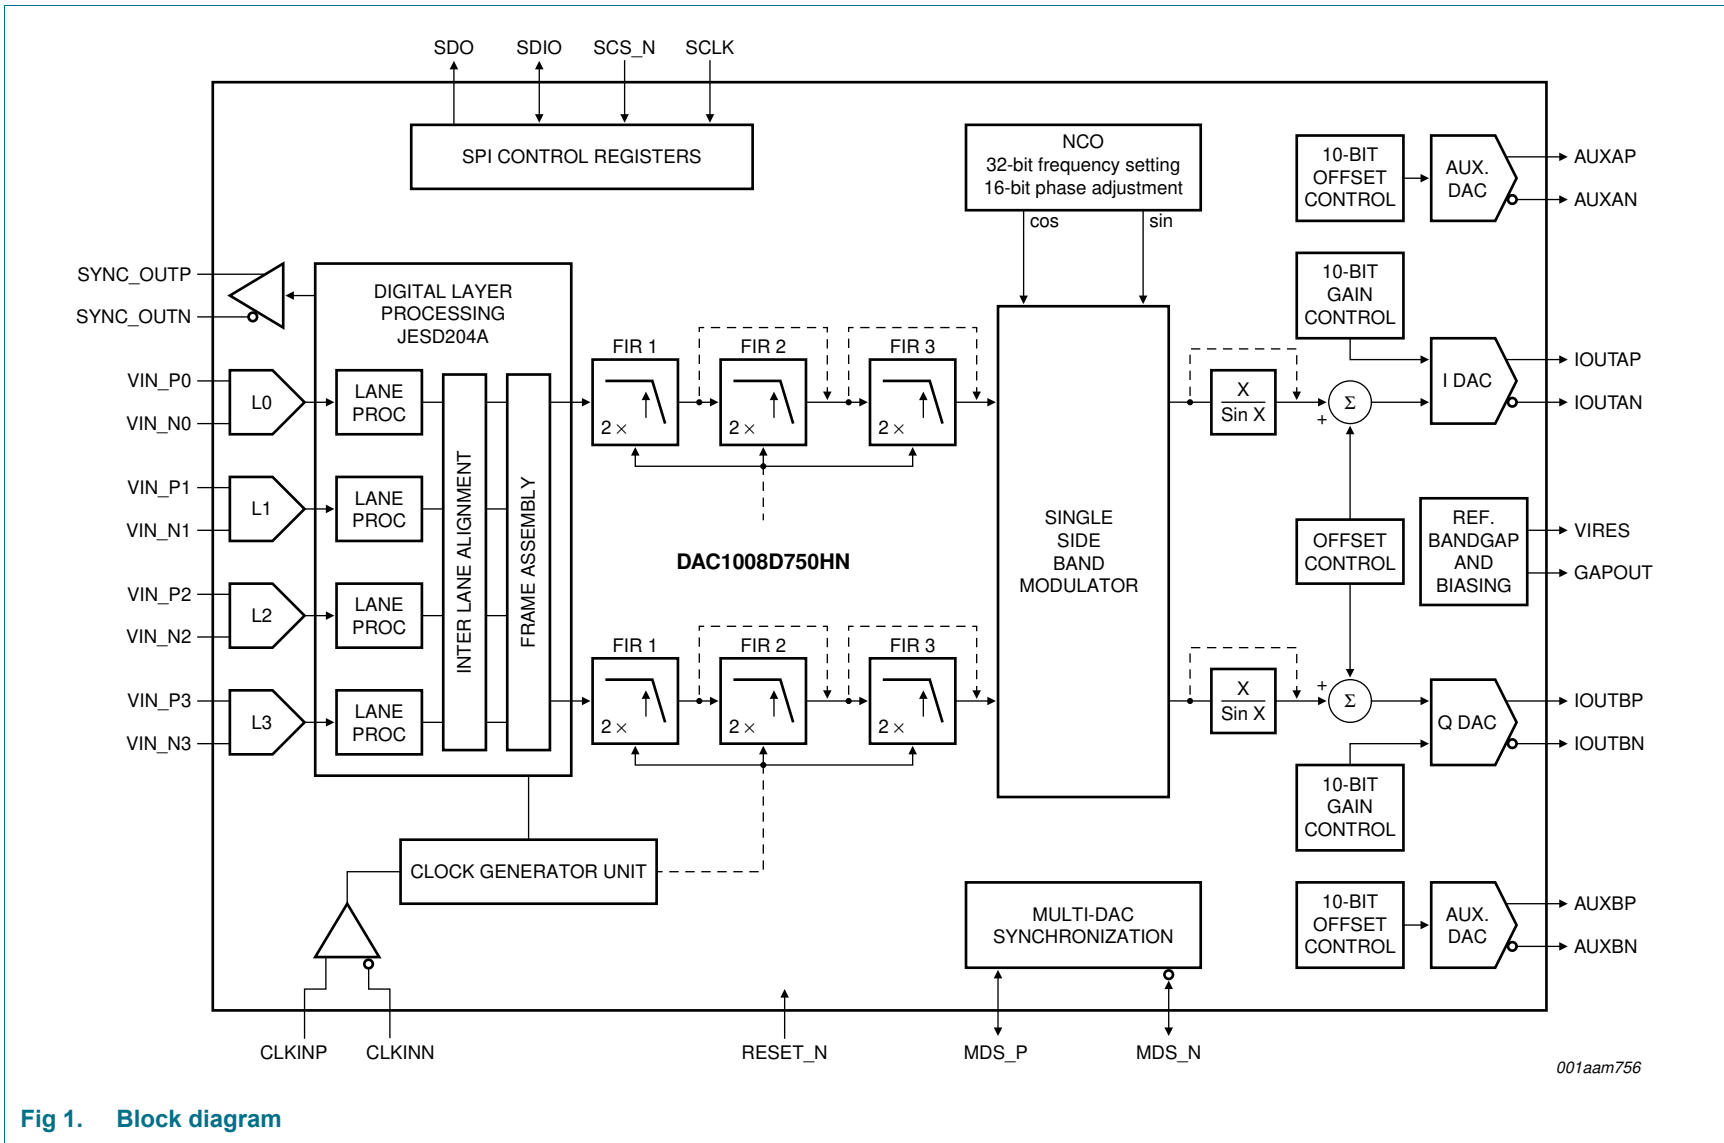 SDO SDIO SCS_N SCLK
SPI CONTROL REGISTERS
NCO
32-bit frequency setting
16-bit phase adjustment
cos sin
10-BIT
OFFSET
CONTROL
AUX.
DAC
AUXAP
AUXAN
SYNC_OUTP
SYNC_OUTN
DIGITAL LAYER
PROCESSING
JESD204A
10-BIT
GAIN
CONTROL
VIN_P0
VIN_N0
L0
LANE
PROC
VIN_P1
VIN_N1
L1
LANE
PROC
VIN_P2
VIN_N2
L2
LANE
PROC
VIN_P3
VIN_N3
L3
LANE
PROC
INTER LANE ALIGNMENT
FRAME ASSEMBLY
FIR 1 FIR 2 FIR 3
2 × 2 × 2 ×
DAC1008D750HN
FIR 1 FIR 2 FIR 3
2 × 2 × 2 ×
SINGLE
SIDE
BAND
MODULATOR
X
Sin X
+
Σ
I DAC
IOUTAP
IOUTAN
OFFSET
CONTROL
REF.
BANDGAP
AND
BIASING
VIRES
GAPOUT
X
Sin X
+
Σ
Q DAC
IOUTBP
IOUTBN
10-BIT
GAIN
CONTROL
CLOCK GENERATOR UNIT
MULTI-DAC
SYNCHRONIZATION
10-BIT
OFFSET
CONTROL
AUX.
DAC
AUXBP
AUXBN
CLKINP CLKINN RESET_N MDS_P MDS_N
001aam756
Fig 1. Block diagram